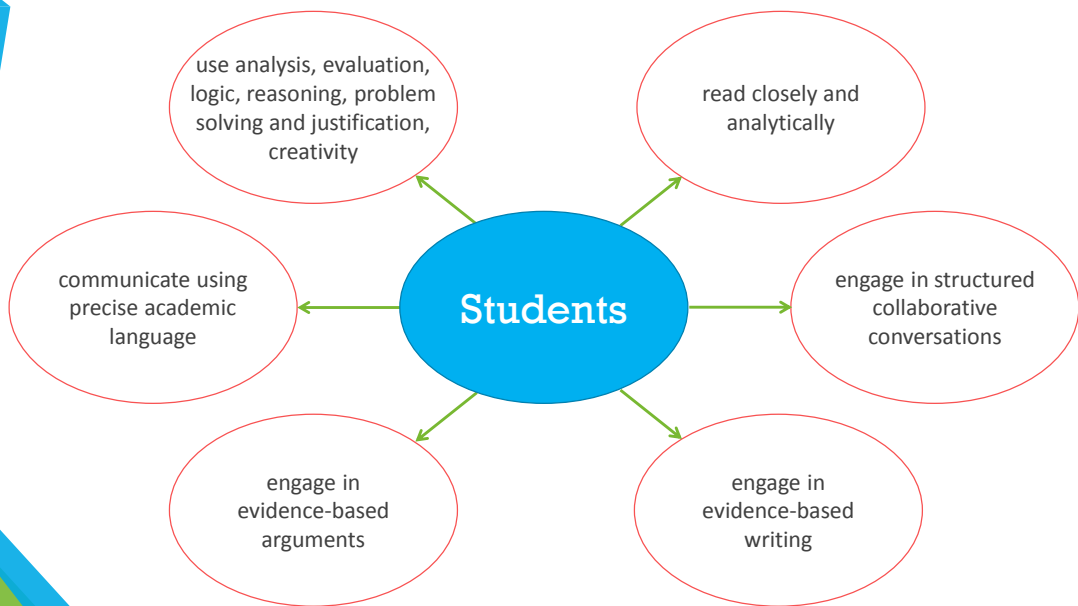 use analysis, evaluation,
logic, reasoning, problem
solving and justification,
creativity
read closely and
analytically
communicate using
precise academic
language
Students
engage in structured
collaborative
conversations
engage in
evidence-based
arguments
engage in
evidence-based
writing